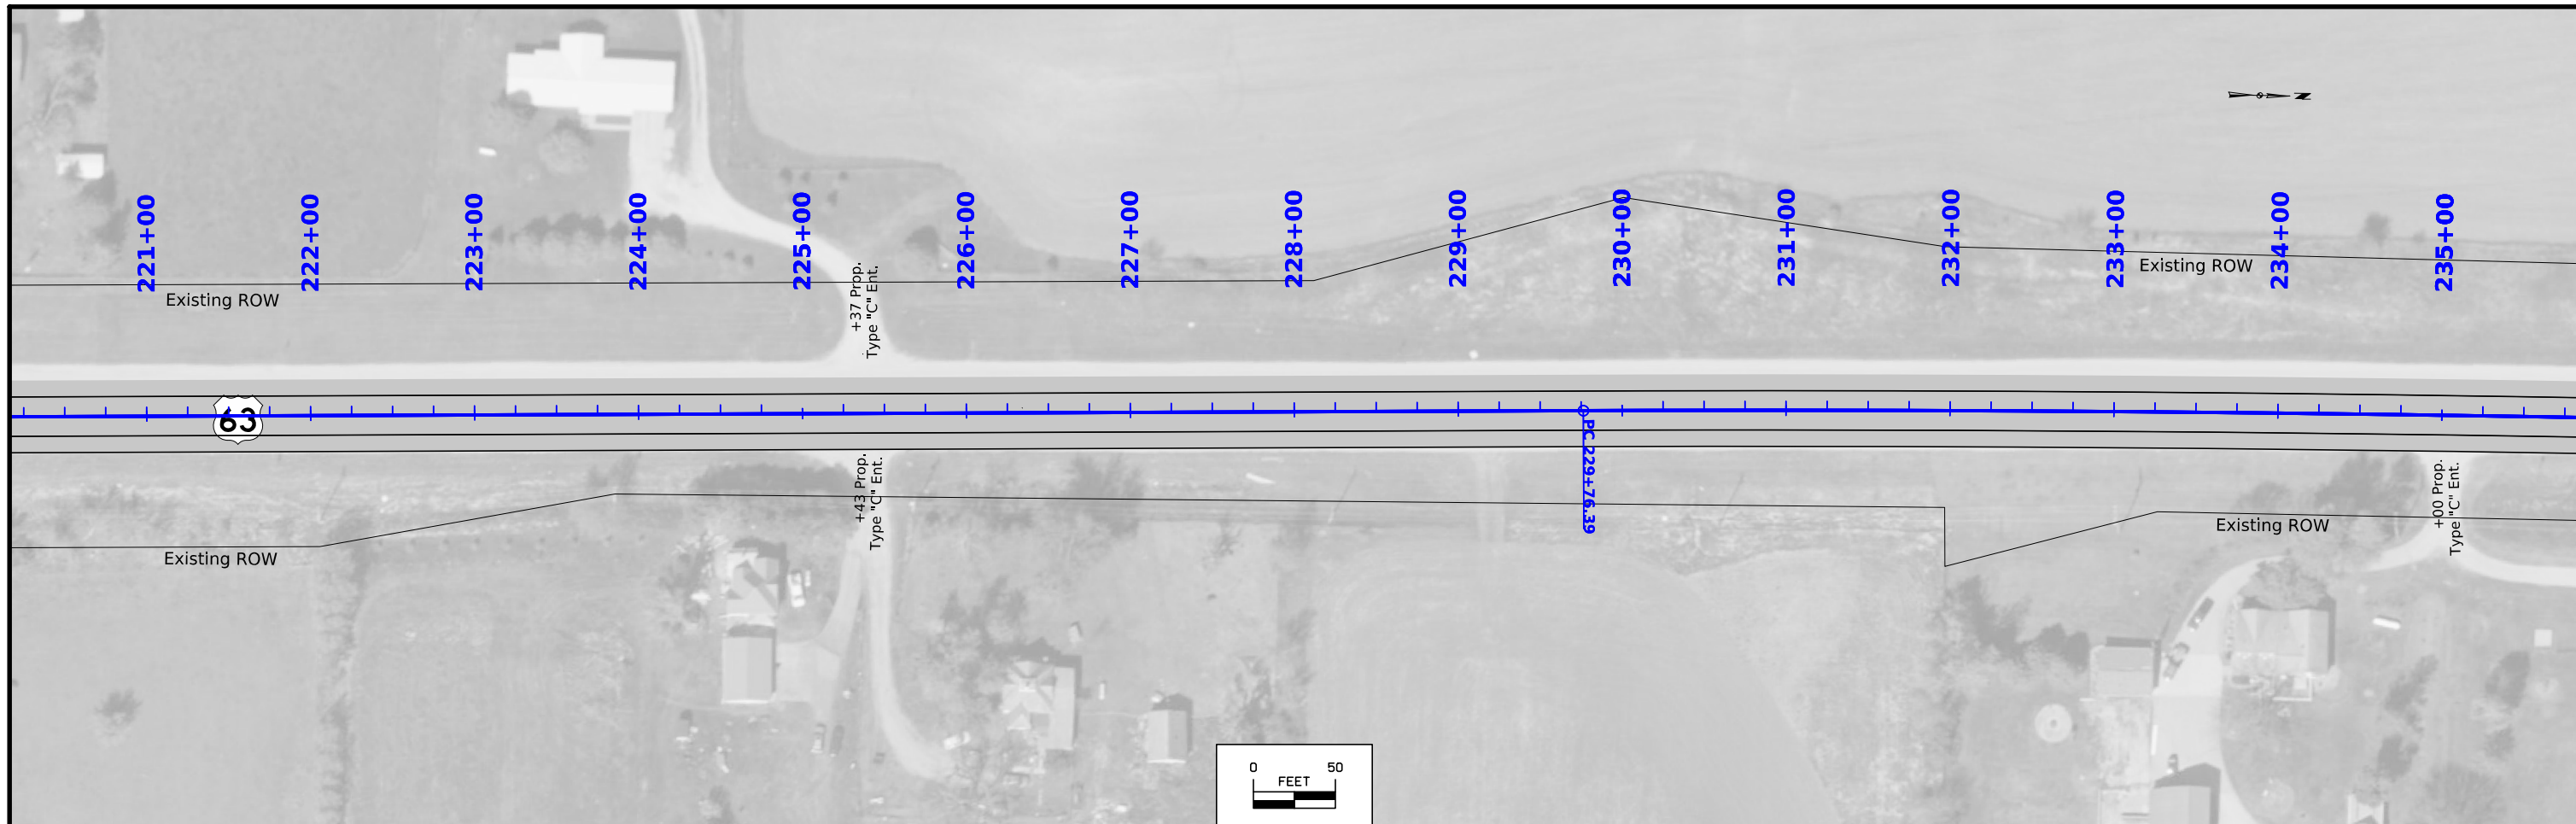 N
221+00
222+00
223+00
224+00
225+00
226+00
227+00
228+00
229+00
230+00
231+00
232+00
233+00
234+00
235+00
Existing ROW
+37 Prop.
Type "C" Ent.
Existing ROW
63
PC 229+76.39
+43 Prop.
Type "C" Ent.
+00 Prop.
Type "C" Ent.
Existing ROW
Existing ROW
0 50
FEET